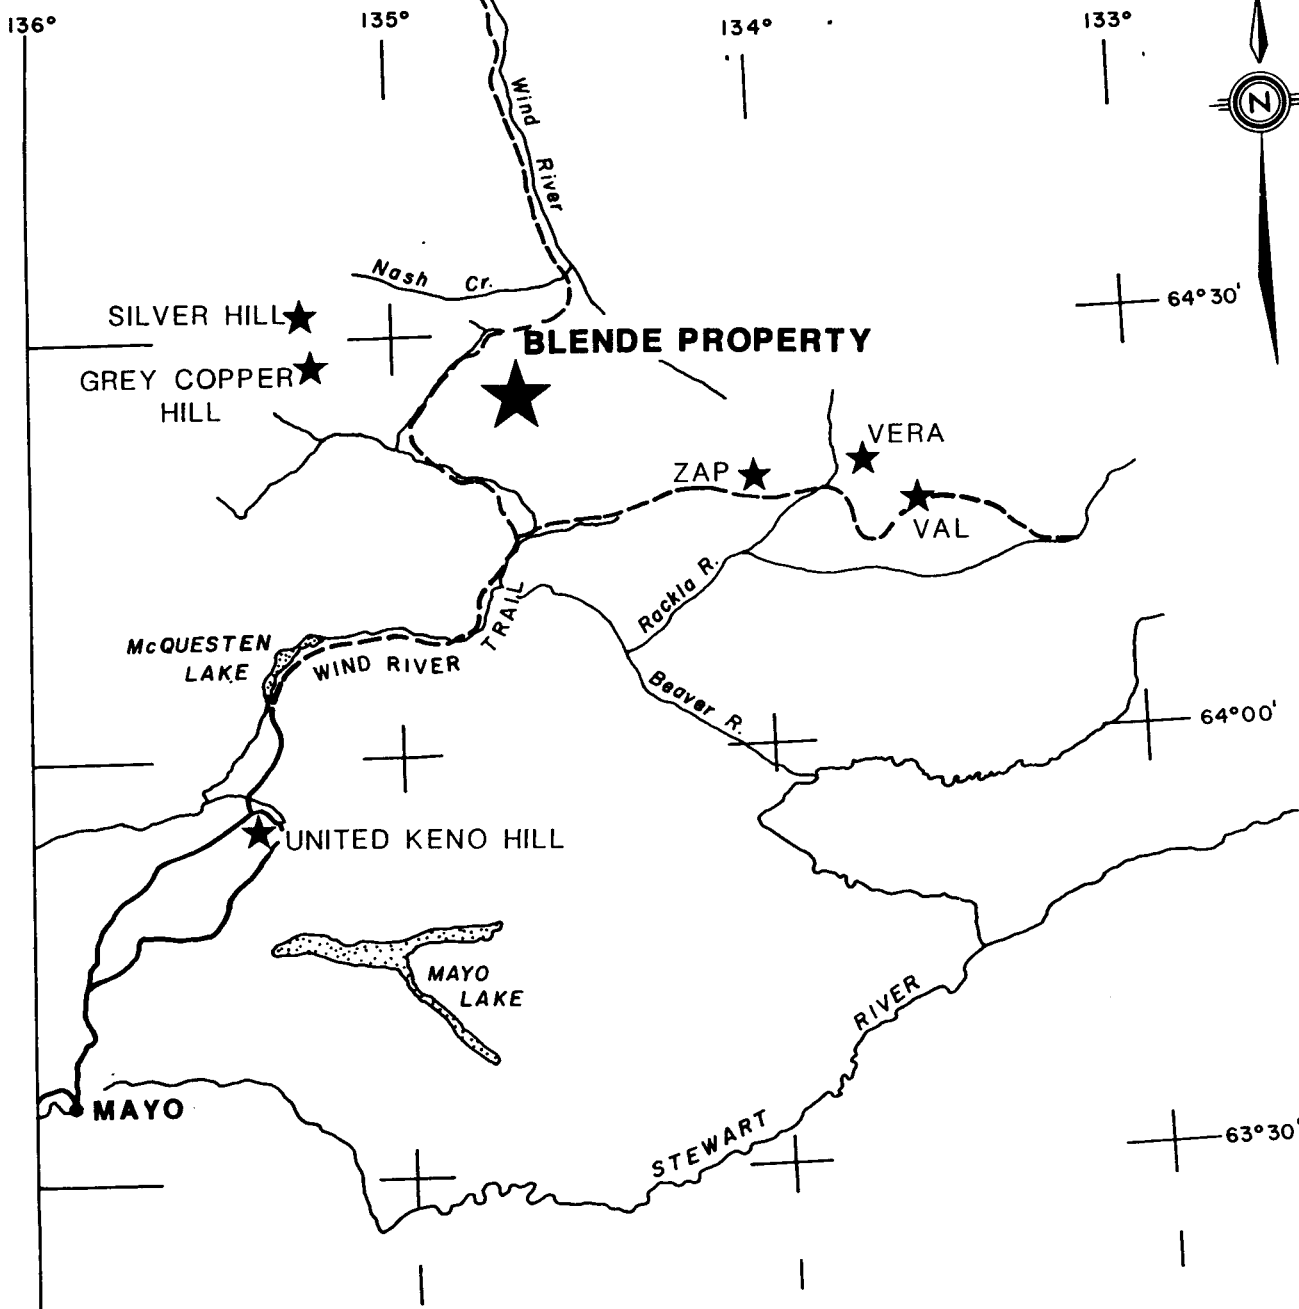 136°
135°
134°
133°
Wind River
N
Nash Cr.
64°30'
SILVER HILL
BLENDE PROPERTY
GREY COPPER
HILL
VERA
ZAP
VAL
Rackla R.
TRAIL
McQUESTEN
LAKE
WIND RIVER
Beaver R.
64°00'
UNITED KENO HILL
MAYO
LAKE
RIVER
MAYO
STEWART
63°30'